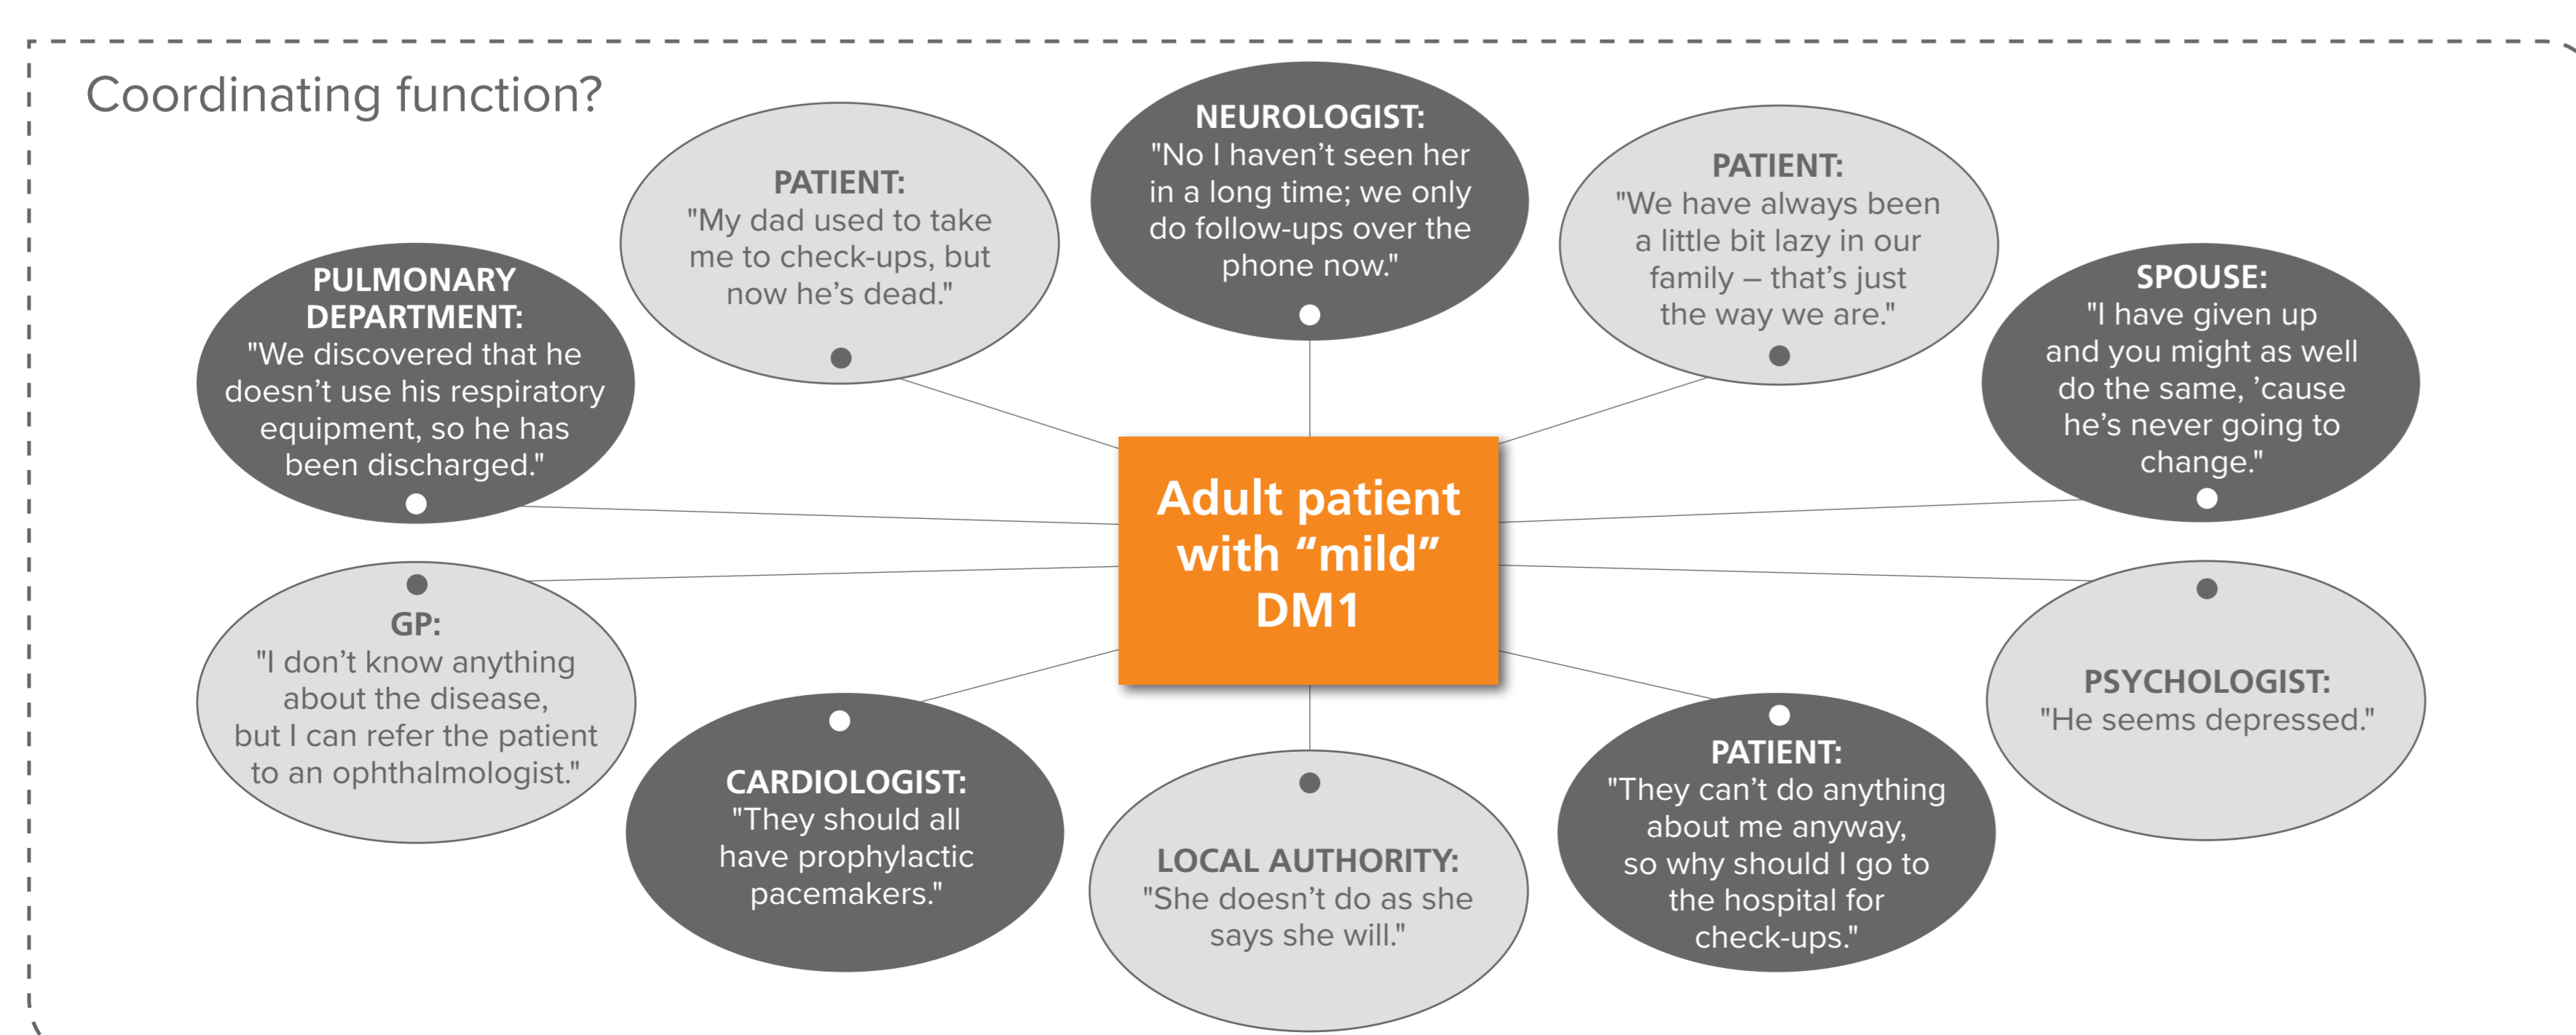 Coordinating function?
PATIENT:
"My dad used to take
me to check-ups, but
now he’s dead."
NEUROLOGIST:
"No I haven’t seen her
in a long time; we only
do follow-ups over the
phone now."
PATIENT:
"We have always been
a little bit lazy in our
family – that’s just
the way we are."
PULMONARY
DEPARTMENT:
"We discovered that he
doesn’t use his respiratory
equipment, so he has
been discharged."
SPOUSE:
"I have given up
and you might as well
do the same, ’cause
he’s never going to
change."
Adult patient
with “mild”
DM1
GP:
"I don’t know anything
about the disease,
but I can refer the patient
to an ophthalmologist."
CARDIOLOGIST:
"They should all
have prophylactic
pacemakers."
LOCAL AUTHORITY:
"She doesn’t do as she
says she will."
PATIENT:
"They can’t do anything
about me anyway,
so why should I go to
the hospital for
check-ups."
PSYCHOLOGIST:
"He seems depressed."